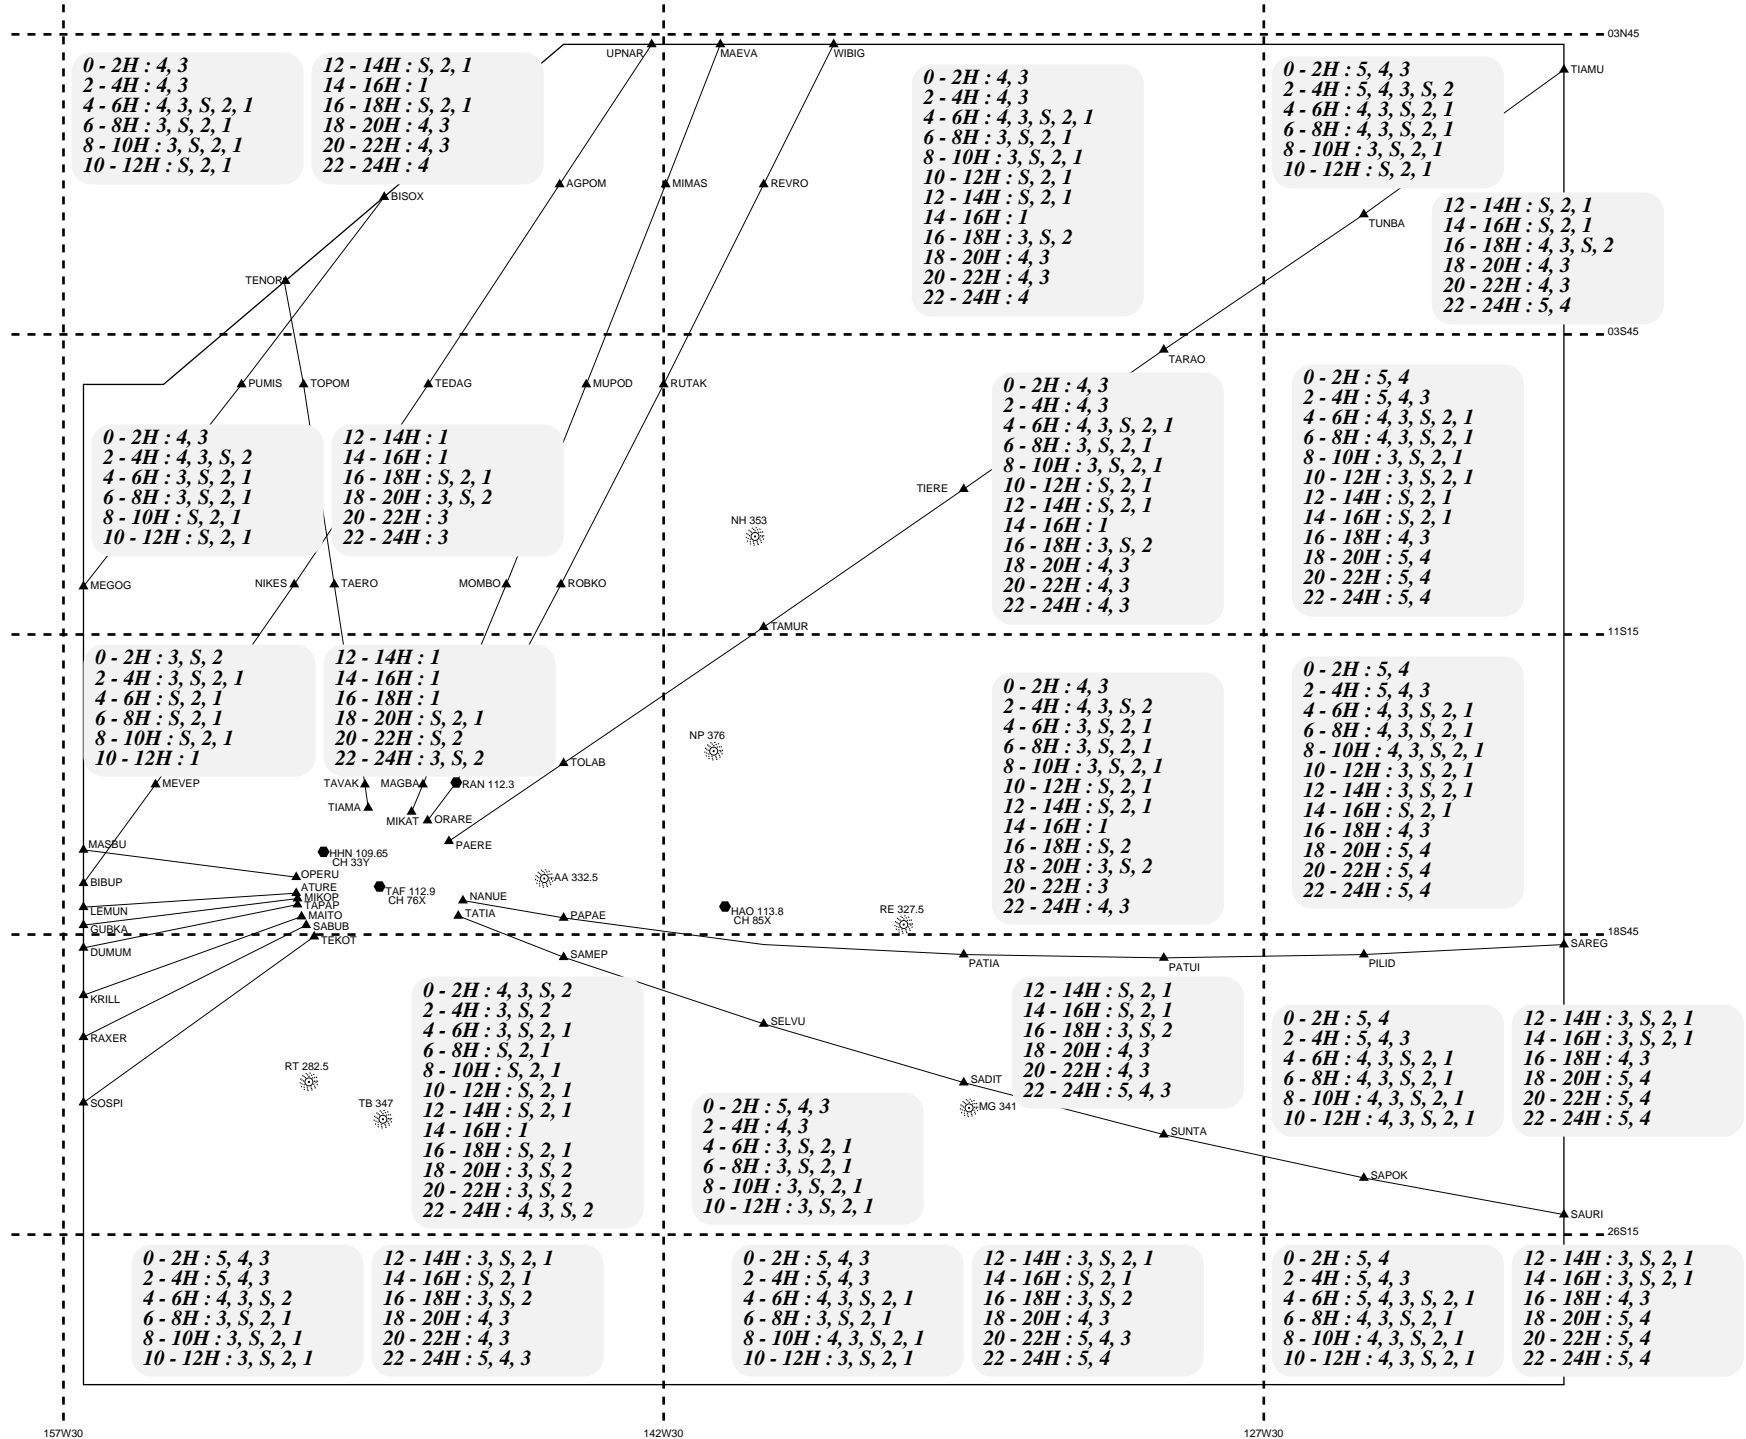 03N45
UPNAR
MAEVA
WIBIG
TIAMU
0 - 2H : 4, 3
2 - 4H : 4, 3
4 - 6H : 4, 3, S, 2, 1
6 - 8H : 3, S, 2, 1
8 - 10H : 3, S, 2, 1
10 - 12H : S, 2, 1
12 - 14H : S, 2, 1
14 - 16H : 1
16 - 18H : S, 2, 1
18 - 20H : 4, 3
20 - 22H : 4, 3
22 - 24H : 4
0 - 2H : 4, 3
2 - 4H : 4, 3
4 - 6H : 4, 3, S, 2, 1
6 - 8H : 3, S, 2, 1
8 - 10H : 3, S, 2, 1
10 - 12H : S, 2, 1
12 - 14H : S, 2, 1
14 - 16H : 1
16 - 18H : 3, S, 2
18 - 20H : 4, 3
20 - 22H : 4, 3
22 - 24H : 4
0 - 2H : 5, 4, 3
2 - 4H : 5, 4, 3, S, 2
4 - 6H : 4, 3, S, 2, 1
6 - 8H : 4, 3, S, 2, 1
8 - 10H : 3, S, 2, 1
10 - 12H : S, 2, 1
12 - 14H : S, 2, 1
14 - 16H : S, 2, 1
16 - 18H : 4, 3, S, 2
18 - 20H : 4, 3
20 - 22H : 4, 3
22 - 24H : 5, 4
BISOX
AGPOM
MIMAS
REVRO
TUNBA
TENOR
03S45
TARAO
PUMIS
TOPOM
TEDAG
MUPOD
RUTAK
0 - 2H : 4, 3
2 - 4H : 4, 3, S, 2
4 - 6H : 3, S, 2, 1
6 - 8H : 3, S, 2, 1
8 - 10H : S, 2, 1
10 - 12H : S, 2, 1
12 - 14H : 1
14 - 16H : 1
16 - 18H : S, 2, 1
18 - 20H : 3, S, 2
20 - 22H : 3
22 - 24H : 3
0 - 2H : 4, 3
2 - 4H : 4, 3
4 - 6H : 4, 3, S, 2, 1
6 - 8H : 3, S, 2, 1
8 - 10H : 3, S, 2, 1
10 - 12H : S, 2, 1
12 - 14H : S, 2, 1
14 - 16H : 1
16 - 18H : 3, S, 2
18 - 20H : 4, 3
20 - 22H : 4, 3
22 - 24H : 4, 3
0 - 2H : 5, 4
2 - 4H : 5, 4, 3
4 - 6H : 4, 3, S, 2, 1
6 - 8H : 4, 3, S, 2, 1
8 - 10H : 3, S, 2, 1
10 - 12H : 3, S, 2, 1
12 - 14H : S, 2, 1
14 - 16H : S, 2, 1
16 - 18H : 4, 3
18 - 20H : 5, 4
20 - 22H : 5, 4
22 - 24H : 5, 4
TIERE
NH 353
MEGOG
NIKES
TAERO
MOMBO
ROBKO
TAMUR
11S15
0 - 2H : 3, S, 2
2 - 4H : 3, S, 2, 1
4 - 6H : S, 2, 1
6 - 8H : S, 2, 1
8 - 10H : S, 2, 1
10 - 12H : 1
12 - 14H : 1
14 - 16H : 1
16 - 18H : 1
18 - 20H : S, 2, 1
20 - 22H : S, 2
22 - 24H : 3, S, 2
0 - 2H : 4, 3
2 - 4H : 4, 3, S, 2
4 - 6H : 3, S, 2, 1
6 - 8H : 3, S, 2, 1
8 - 10H : 3, S, 2, 1
10 - 12H : S, 2, 1
12 - 14H : S, 2, 1
14 - 16H : 1
16 - 18H : S, 2
18 - 20H : 3, S, 2
20 - 22H : 3
22 - 24H : 4, 3
0 - 2H : 5, 4
2 - 4H : 5, 4, 3
4 - 6H : 4, 3, S, 2, 1
6 - 8H : 4, 3, S, 2, 1
8 - 10H : 4, 3, S, 2, 1
10 - 12H : 3, S, 2, 1
12 - 14H : 3, S, 2, 1
14 - 16H : S, 2, 1
16 - 18H : 4, 3
18 - 20H : 5, 4
20 - 22H : 5, 4
22 - 24H : 5, 4
NP 376
TOLAB
MEVEP
TAVAK
MAGBA
RAN 112.3
TIAMA
MIKAT
ORARE
PAERE
MASBU
HHN 109.65
CH 33Y
OPERU
AA 332.5
BIBUP
ATURE
TAF 112.9
CH 76X
MIKOP
TAPAP
NANUE
LEMUN
MAITO
TATIA
PAPAE
HAO 113.8
CH 85X
RE 327.5
GUBKA
SABUB
TEKOT
18S45
DUMUM
SAMEP
PATIA
PATUI
PILID
SAREG
KRILL
RAXER
SOSPI
SELVU
RT 282.5
TB 347
SADIT
MG 341
SUNTA
SAPOK
SAURI
0 - 2H : 4, 3, S, 2
2 - 4H : 3, S, 2
4 - 6H : 3, S, 2, 1
6 - 8H : S, 2, 1
8 - 10H : S, 2, 1
10 - 12H : S, 2, 1
12 - 14H : S, 2, 1
14 - 16H : 1
16 - 18H : S, 2, 1
18 - 20H : 3, S, 2
20 - 22H : 3, S, 2
22 - 24H : 4, 3, S, 2
0 - 2H : 5, 4, 3
2 - 4H : 4, 3
4 - 6H : 3, S, 2, 1
6 - 8H : 3, S, 2, 1
8 - 10H : 3, S, 2, 1
10 - 12H : 3, S, 2, 1
12 - 14H : S, 2, 1
14 - 16H : S, 2, 1
16 - 18H : 3, S, 2
18 - 20H : 4, 3
20 - 22H : 4, 3
22 - 24H : 5, 4, 3
0 - 2H : 5, 4
2 - 4H : 5, 4, 3
4 - 6H : 4, 3, S, 2, 1
6 - 8H : 4, 3, S, 2, 1
8 - 10H : 4, 3, S, 2, 1
10 - 12H : 4, 3, S, 2, 1
12 - 14H : 3, S, 2, 1
14 - 16H : 3, S, 2, 1
16 - 18H : 4, 3
18 - 20H : 5, 4
20 - 22H : 5, 4
22 - 24H : 5, 4
26S15
0 - 2H : 5, 4, 3
2 - 4H : 5, 4, 3
4 - 6H : 4, 3, S, 2
6 - 8H : 3, S, 2, 1
8 - 10H : 3, S, 2, 1
10 - 12H : 3, S, 2, 1
12 - 14H : 3, S, 2, 1
14 - 16H : S, 2, 1
16 - 18H : 3, S, 2
18 - 20H : 4, 3
20 - 22H : 4, 3
22 - 24H : 5, 4, 3
0 - 2H : 5, 4, 3
2 - 4H : 5, 4, 3
4 - 6H : 4, 3, S, 2, 1
6 - 8H : 3, S, 2, 1
8 - 10H : 4, 3, S, 2, 1
10 - 12H : 3, S, 2, 1
12 - 14H : 3, S, 2, 1
14 - 16H : S, 2, 1
16 - 18H : 3, S, 2
18 - 20H : 4, 3
20 - 22H : 5, 4, 3
22 - 24H : 5, 4
0 - 2H : 5, 4
2 - 4H : 5, 4, 3
4 - 6H : 5, 4, 3, S, 2, 1
6 - 8H : 4, 3, S, 2, 1
8 - 10H : 4, 3, S, 2, 1
10 - 12H : 4, 3, S, 2, 1
12 - 14H : 3, S, 2, 1
14 - 16H : 3, S, 2, 1
16 - 18H : 4, 3
18 - 20H : 5, 4
20 - 22H : 5, 4
22 - 24H : 5, 4
157W30
142W30
127W30